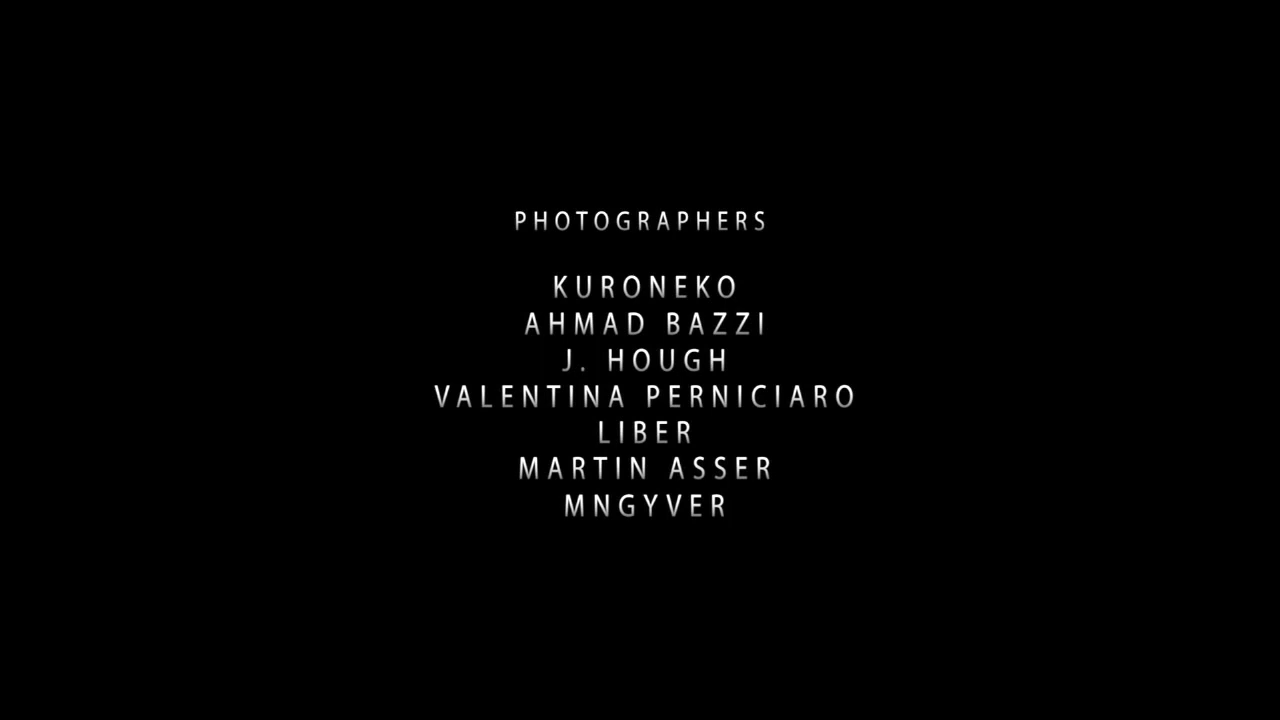 PHOTOGRAPHERS
KURONEKO
AHMAD BAZZI
J. HOUGH
VALENTINA PERNICIARO
LIBER
MARTIN ASSER
MNGYVER